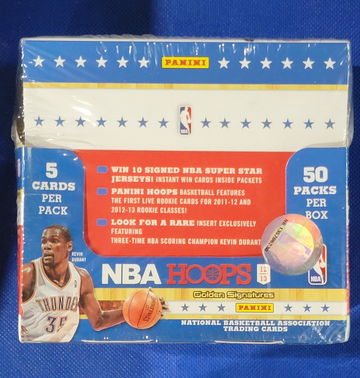 PANINI
5
CARDS
PER
PACK
WIN 10 SIGNED NBA SUPER STAR
JERSEYS! INSTANT WIN CARDS INSIDE PACKETS
PANINI HOOPS BASKETBALL FEATURES
THE FIRST LIVE ROOKIE CARDS FOR 2011-12 AND
2012-13 ROOKIE CLASSES!
LOOK FOR A RARE INSERT EXCLUSIVELY
FEATURING
THREE-TIME NBA SCORING CHAMPION KEVIN DURANT
50
PACKS
PER
BOX
KEVIN
DURANT
THUNDER
35
NBA HOOPS
12
13
Golden Signatures
NBA
PANINI
NATIONAL BASKETBALL ASSOCIATION
TRADING CARDS